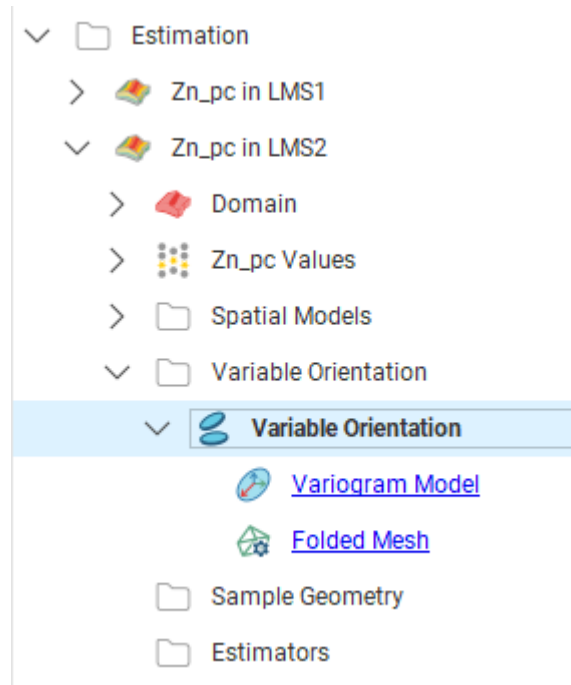 Estimation
Zn_pc in LMS1
Zn_pc in LMS2
Domain
Zn_pc Values
Spatial Models
Variable Orientation
Variable Orientation
Variogram Model
Folded Mesh
Sample Geometry
Estimators